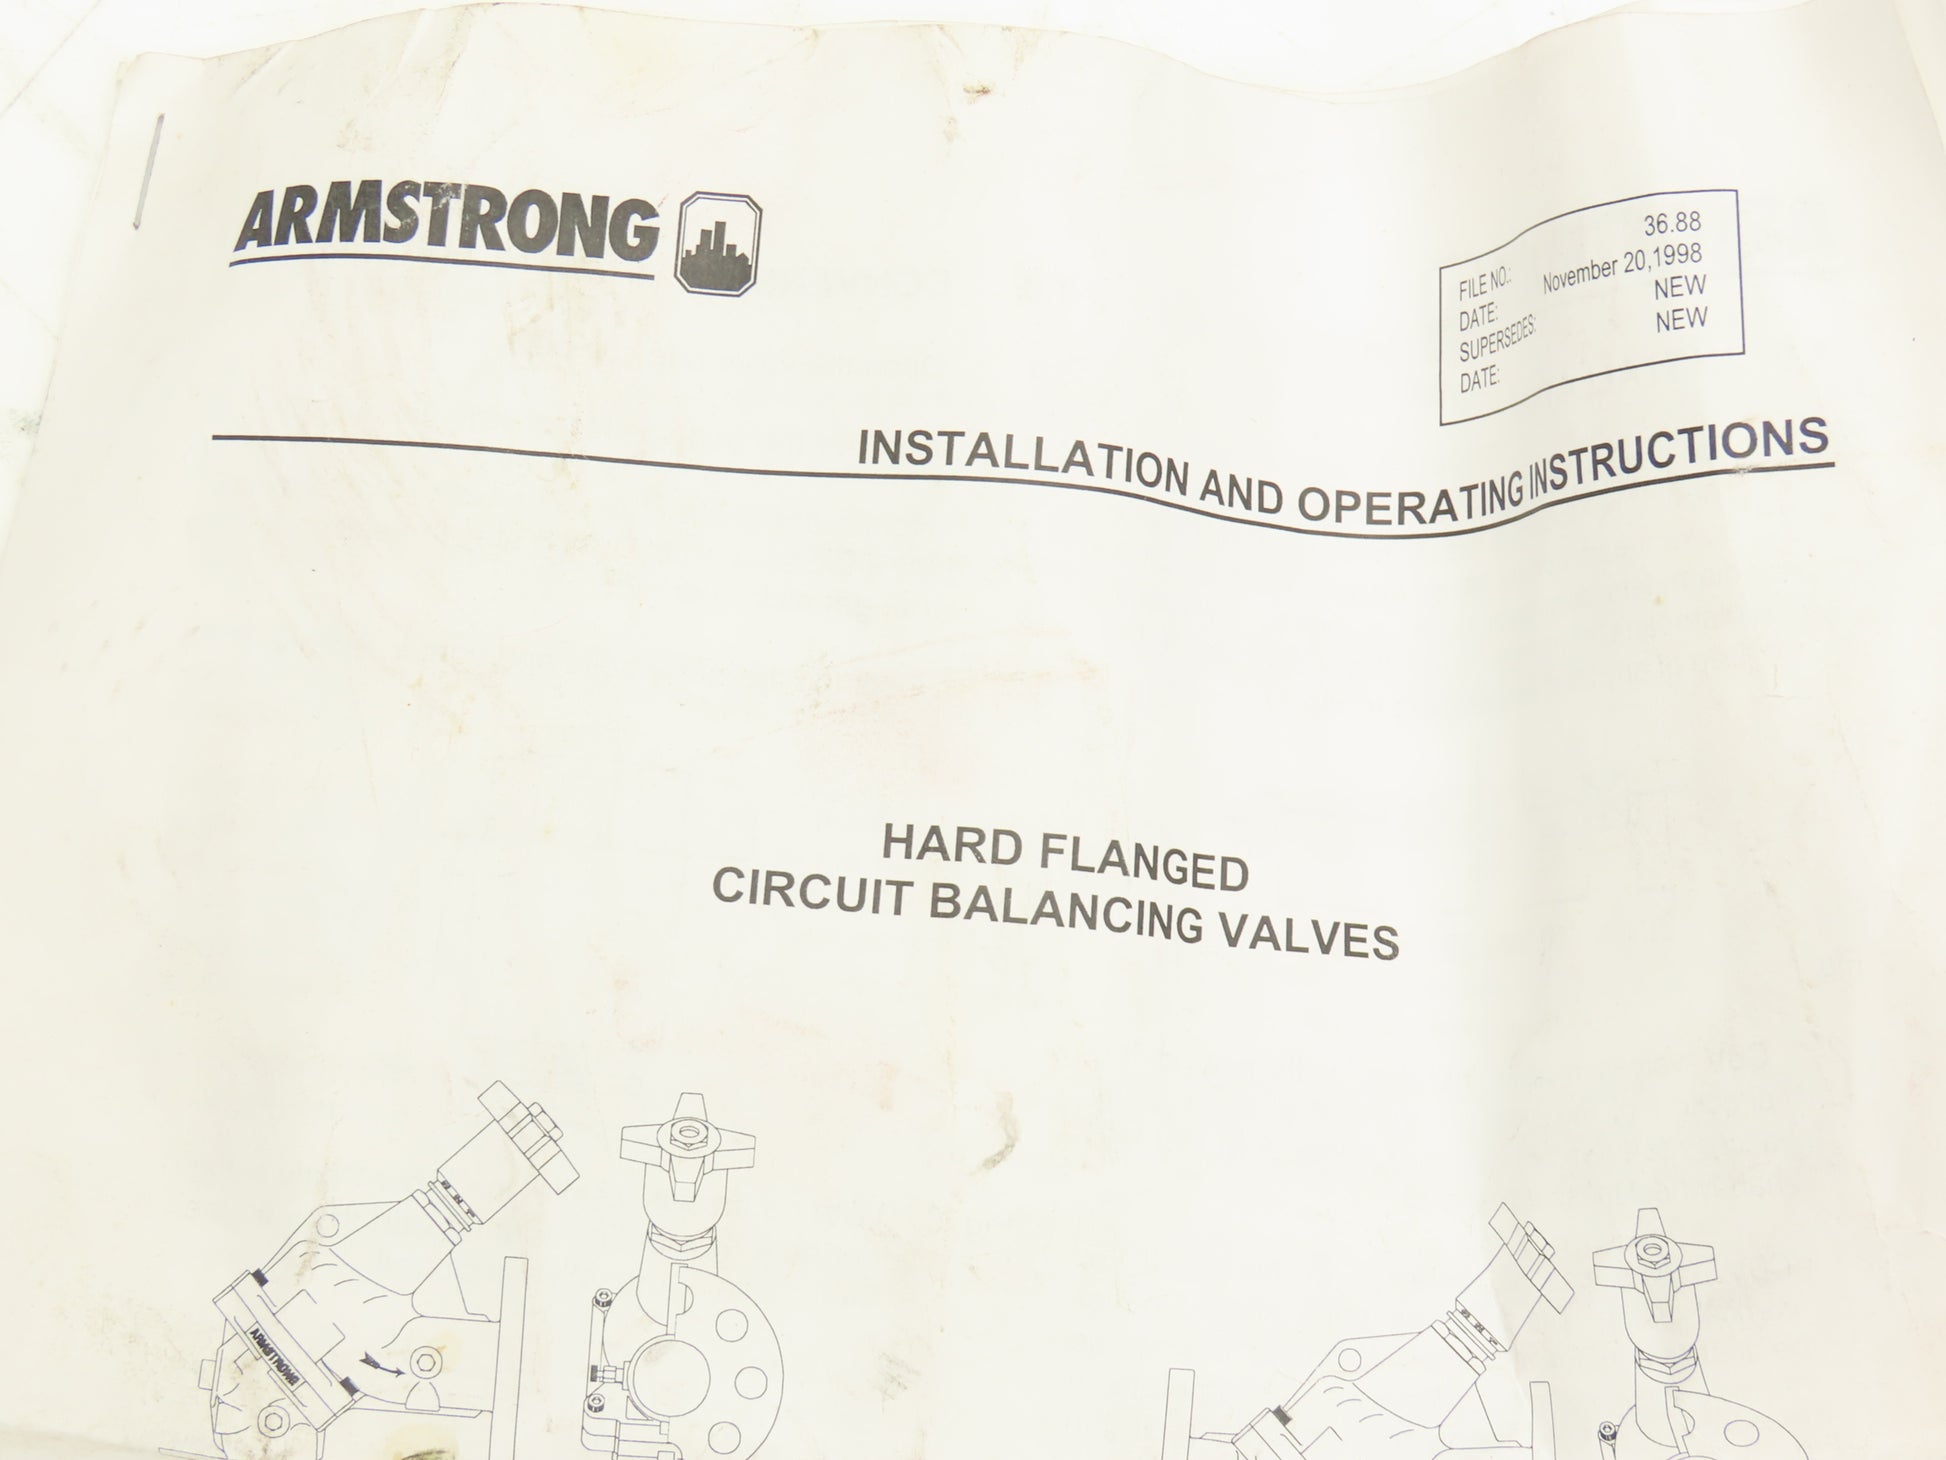 ARMSTRONG
FILE NO.: 36.88
DATE: November 20,1998
SUPERSEDES: NEW
DATE: NEW
INSTALLATION AND OPERATING INSTRUCTIONS
HARD FLANGED
CIRCUIT BALANCING VALVES
ARMSTRONG